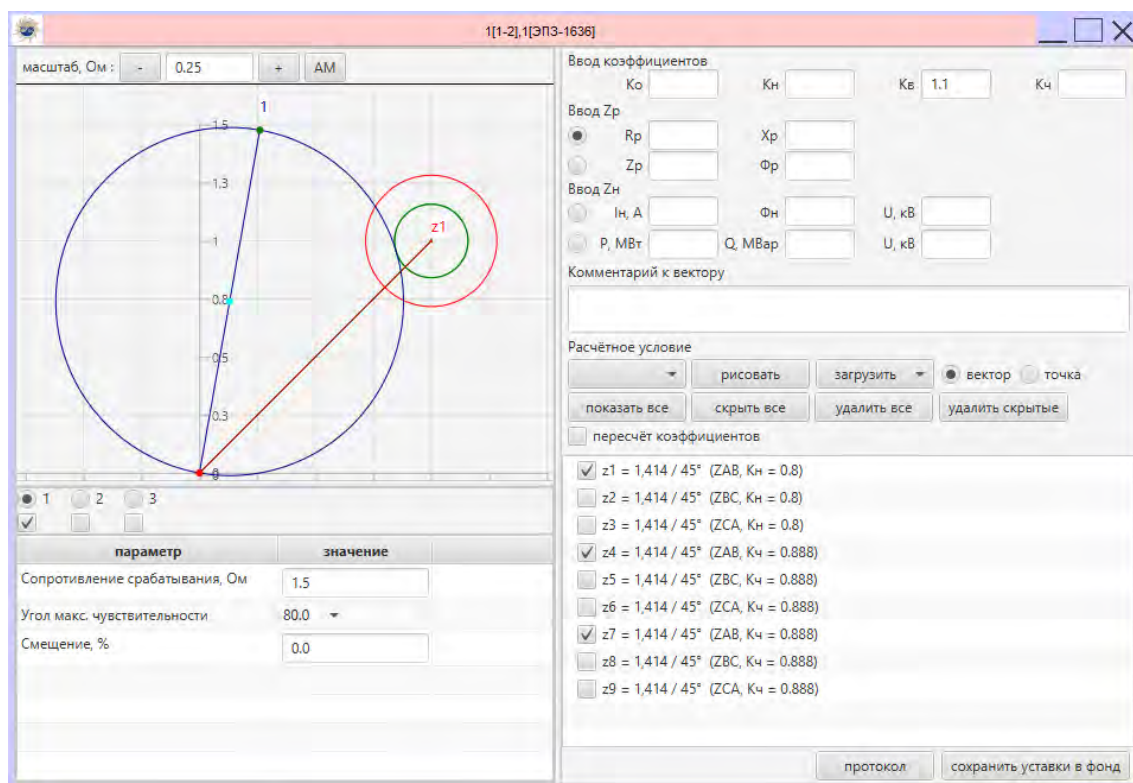 1[1-2],1[ЭПЗ-1636]
масштаб, Ом : - 0.25 + АМ
1
1.5
1.3
z1
1
0.8
0.5
0.3
0
1 2 3
параметр значение
Сопротивление срабатывания, Ом 1.5
Угол макс. чувствительности 80.0
Смещение, % 0.0
Ввод коэффициентов
Ко Кн Кв 1.1 Кч
Ввод Zр
Rр Xр
Zр Фр
Ввод Zн
Iн, А Фн U, кВ
P, МВт Q, МВар U, кВ
Комментарий к вектору
Расчётное условие
рисовать загрузить вектор точка
показать все скрыть все удалить все удалить скрытые
пересчёт коэффициентов
z1 = 1,414 / 45° (ZAB, Кн = 0.8)
z2 = 1,414 / 45° (ZBC, Кн = 0.8)
z3 = 1,414 / 45° (ZCA, Кн = 0.8)
z4 = 1,414 / 45° (ZAB, Кч = 0.888)
z5 = 1,414 / 45° (ZBC, Кч = 0.888)
z6 = 1,414 / 45° (ZCA, Кч = 0.888)
z7 = 1,414 / 45° (ZAB, Кч = 0.888)
z8 = 1,414 / 45° (ZBC, Кч = 0.888)
z9 = 1,414 / 45° (ZCA, Кч = 0.888)
протокол сохранить уставки в фонд